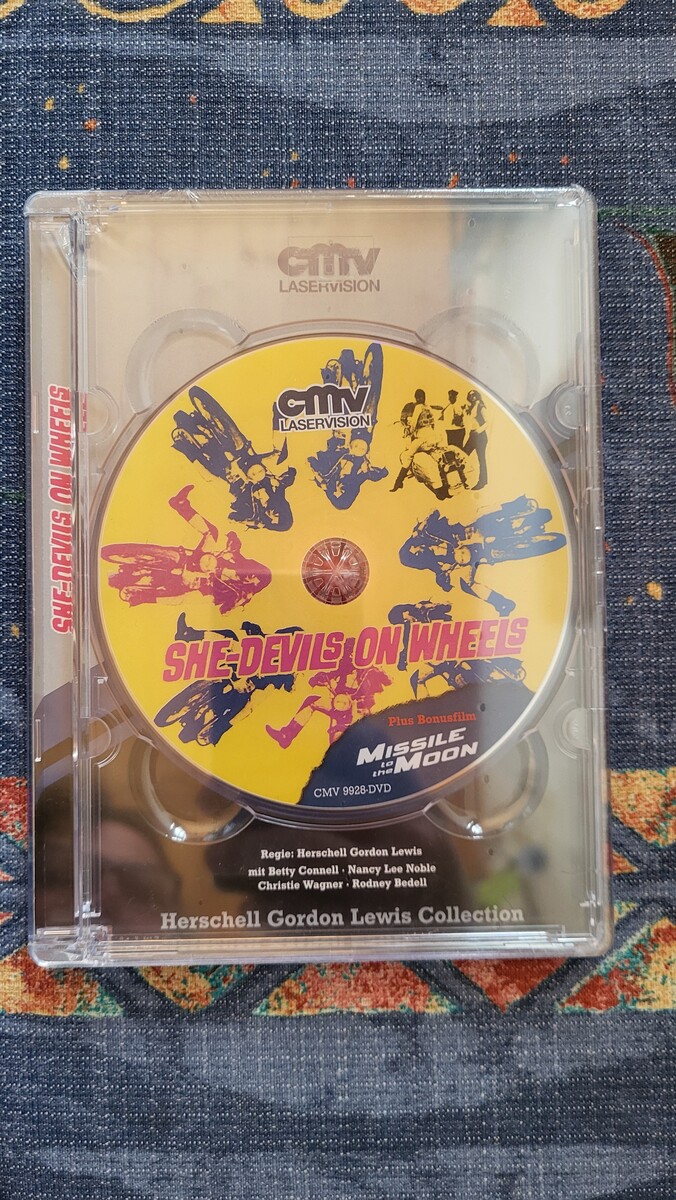 cmv
LASERVISION
SHE-DEVILS ON WHEELS
cmv
LASERVISION
SHE-DEVILS ON WHEELS
Plus Bonusfilm
MISSILE
to
the MOON
CMV 9928-DVD
Regie: Herschell Gordon Lewis
mit Betty Connell · Nancy Lee Noble
Christie Wagner · Rodney Bedell
Herschell Gordon Lewis Collection